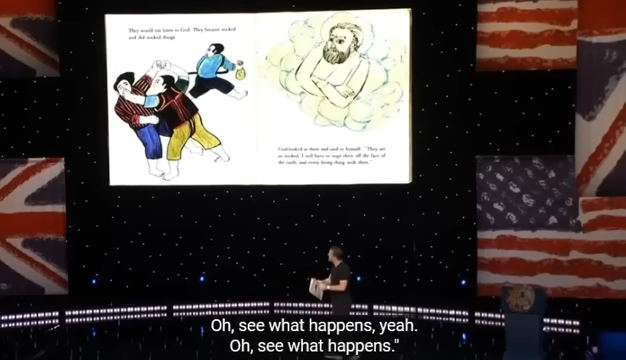 They would not listen to God. They became wicked
and did wicked things
God looked at them and said to himself: "They are
so wicked, I will have to wipe them off the face of
the earth, and every living thing with them."
Oh, see what happens, yeah.
Oh, see what happens."